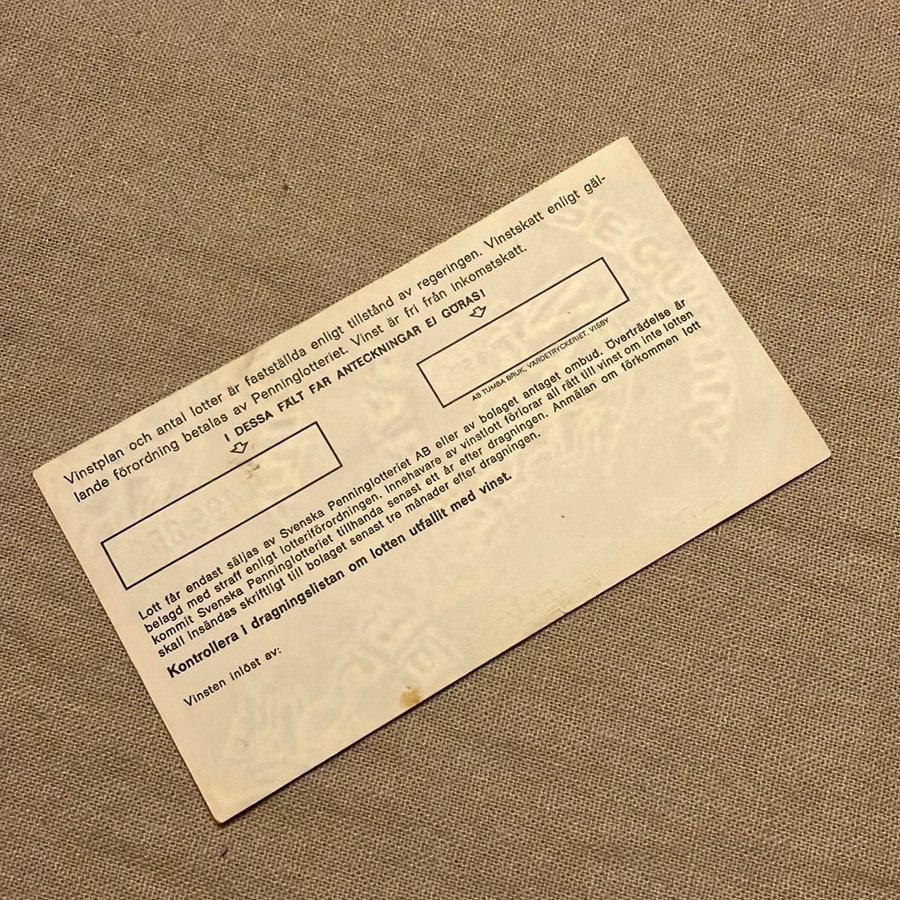 Vinstplan och antal lotter är fastställda enligt tillstånd av regeringen. Vinstskatt enligt gäl-
lande förordning betalas av Penninglotteriet. Vinst är fri från inkomstskatt.
I DESSA FÄLT FÅR ANTECKNINGAR EJ GÖRAS!
AB TUMBA BRUK, VÄRDETRYCKERIET, VISBY
Lott får endast säljas av Svenska Penninglotteriet AB eller av bolaget antaget ombud. Överträdelse är
belagd med straff enligt lotteriförordningen. Innehavare av vinstlott förlorar all rätt till vinst om inte lotten
kommit Svenska Penninglotteriet tillhanda senast ett år efter dragningen. Anmälan om förkommen lott
skall insändas skriftligt till bolaget senast tre månader efter dragningen.
Kontrollera i dragningslistan om lotten utfallit med vinst.
Vinsten inlöst av: